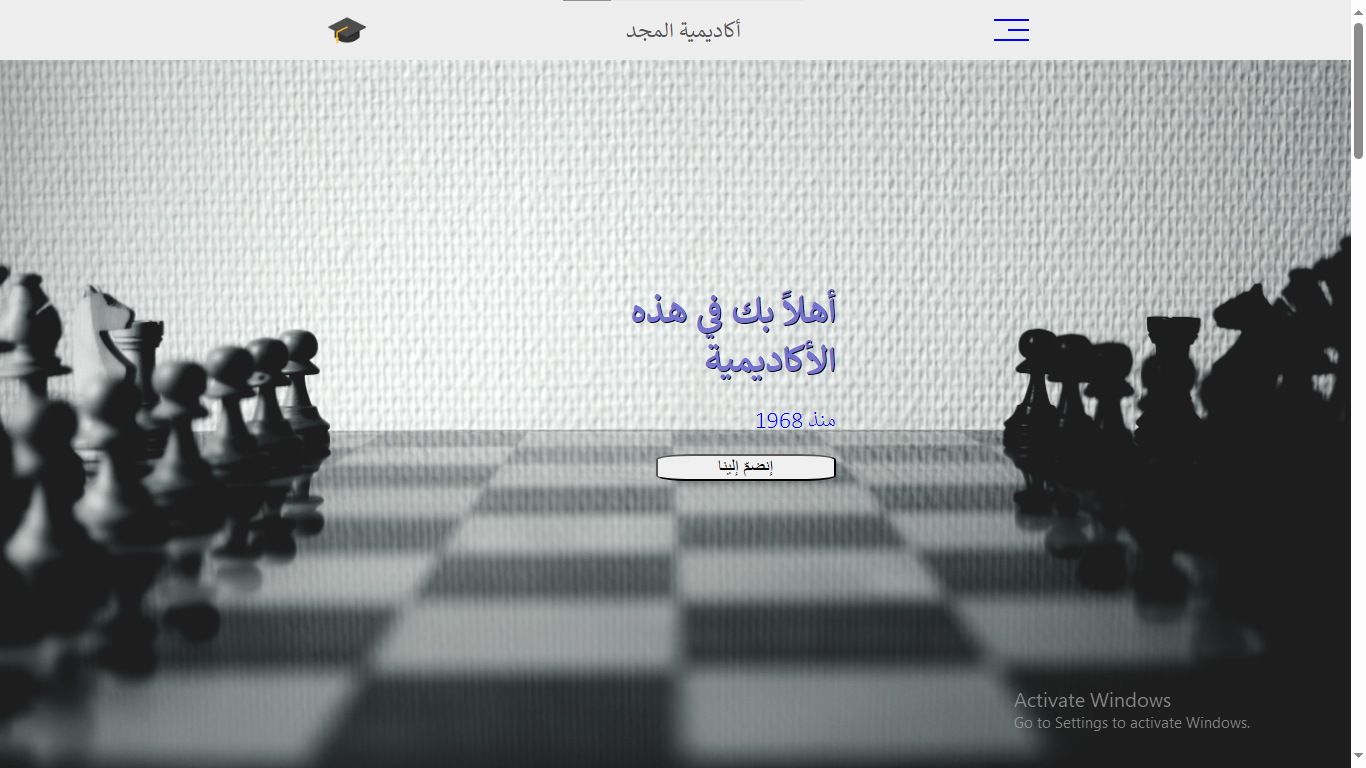 أكاديمية المجد
أهلاً بك في هذه
الأكاديمية
منذ 1968
إنضمّ إلينا
Activate Windows
Go to Settings to activate Windows.